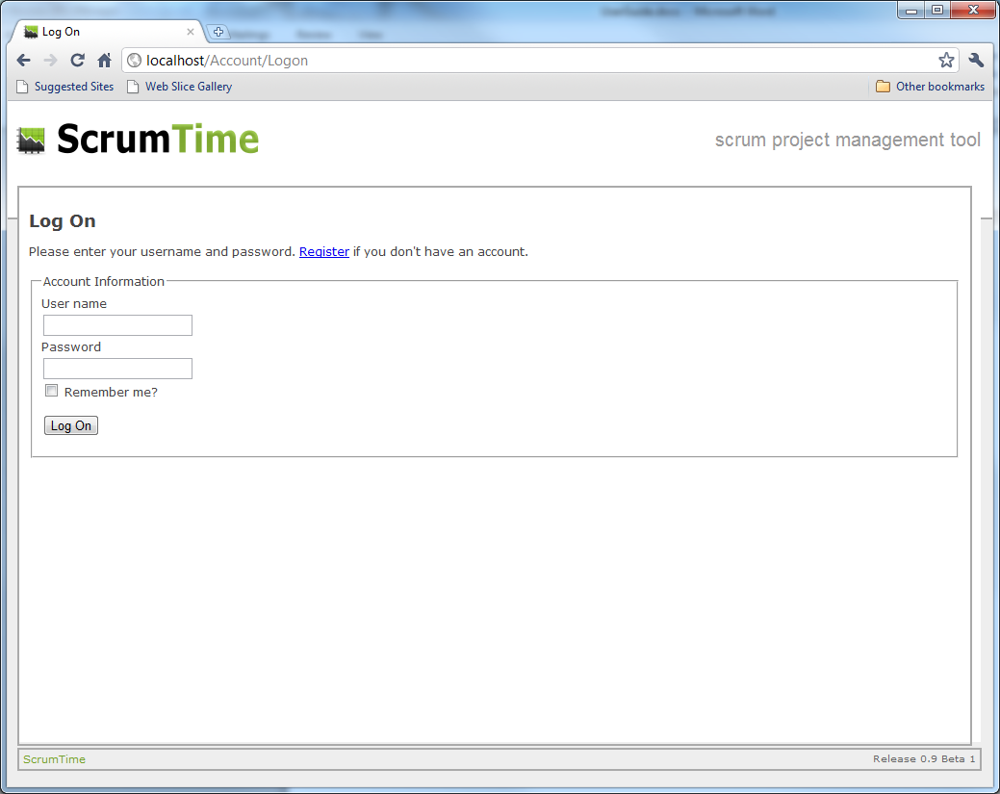 Log On
localhost/Account/Logon
Suggested Sites Web Slice Gallery Other bookmarks
ScrumTime scrum project management tool
Log On
Please enter your username and password. Register if you don't have an account.
Account Information
User name
Password
Remember me?
Log On
ScrumTime Release 0.9 Beta 1